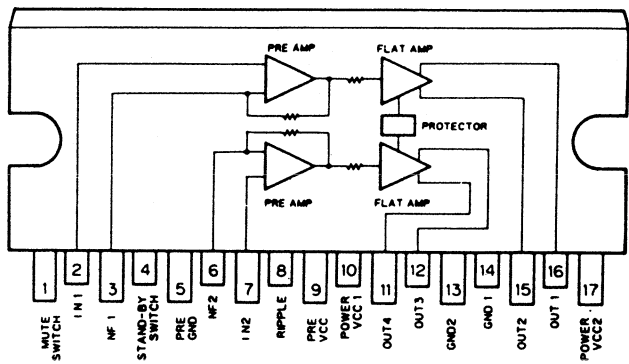 PRE AMP
FLAT AMP
PROTECTOR
PRE AMP
FLAT AMP
1
2
3
4
5
6
7
8
9
10
11
12
13
14
15
16
17
MUTE
SWITCH
IN 1
NF 1
STAND-BY
SWITCH
PRE
GND
NF2
IN2
RIPPLE
PRE
VCC
POWER
VCC 1
OUT4
OUT3
GND2
GND 1
OUT2
OUT 1
POWER
VCC2